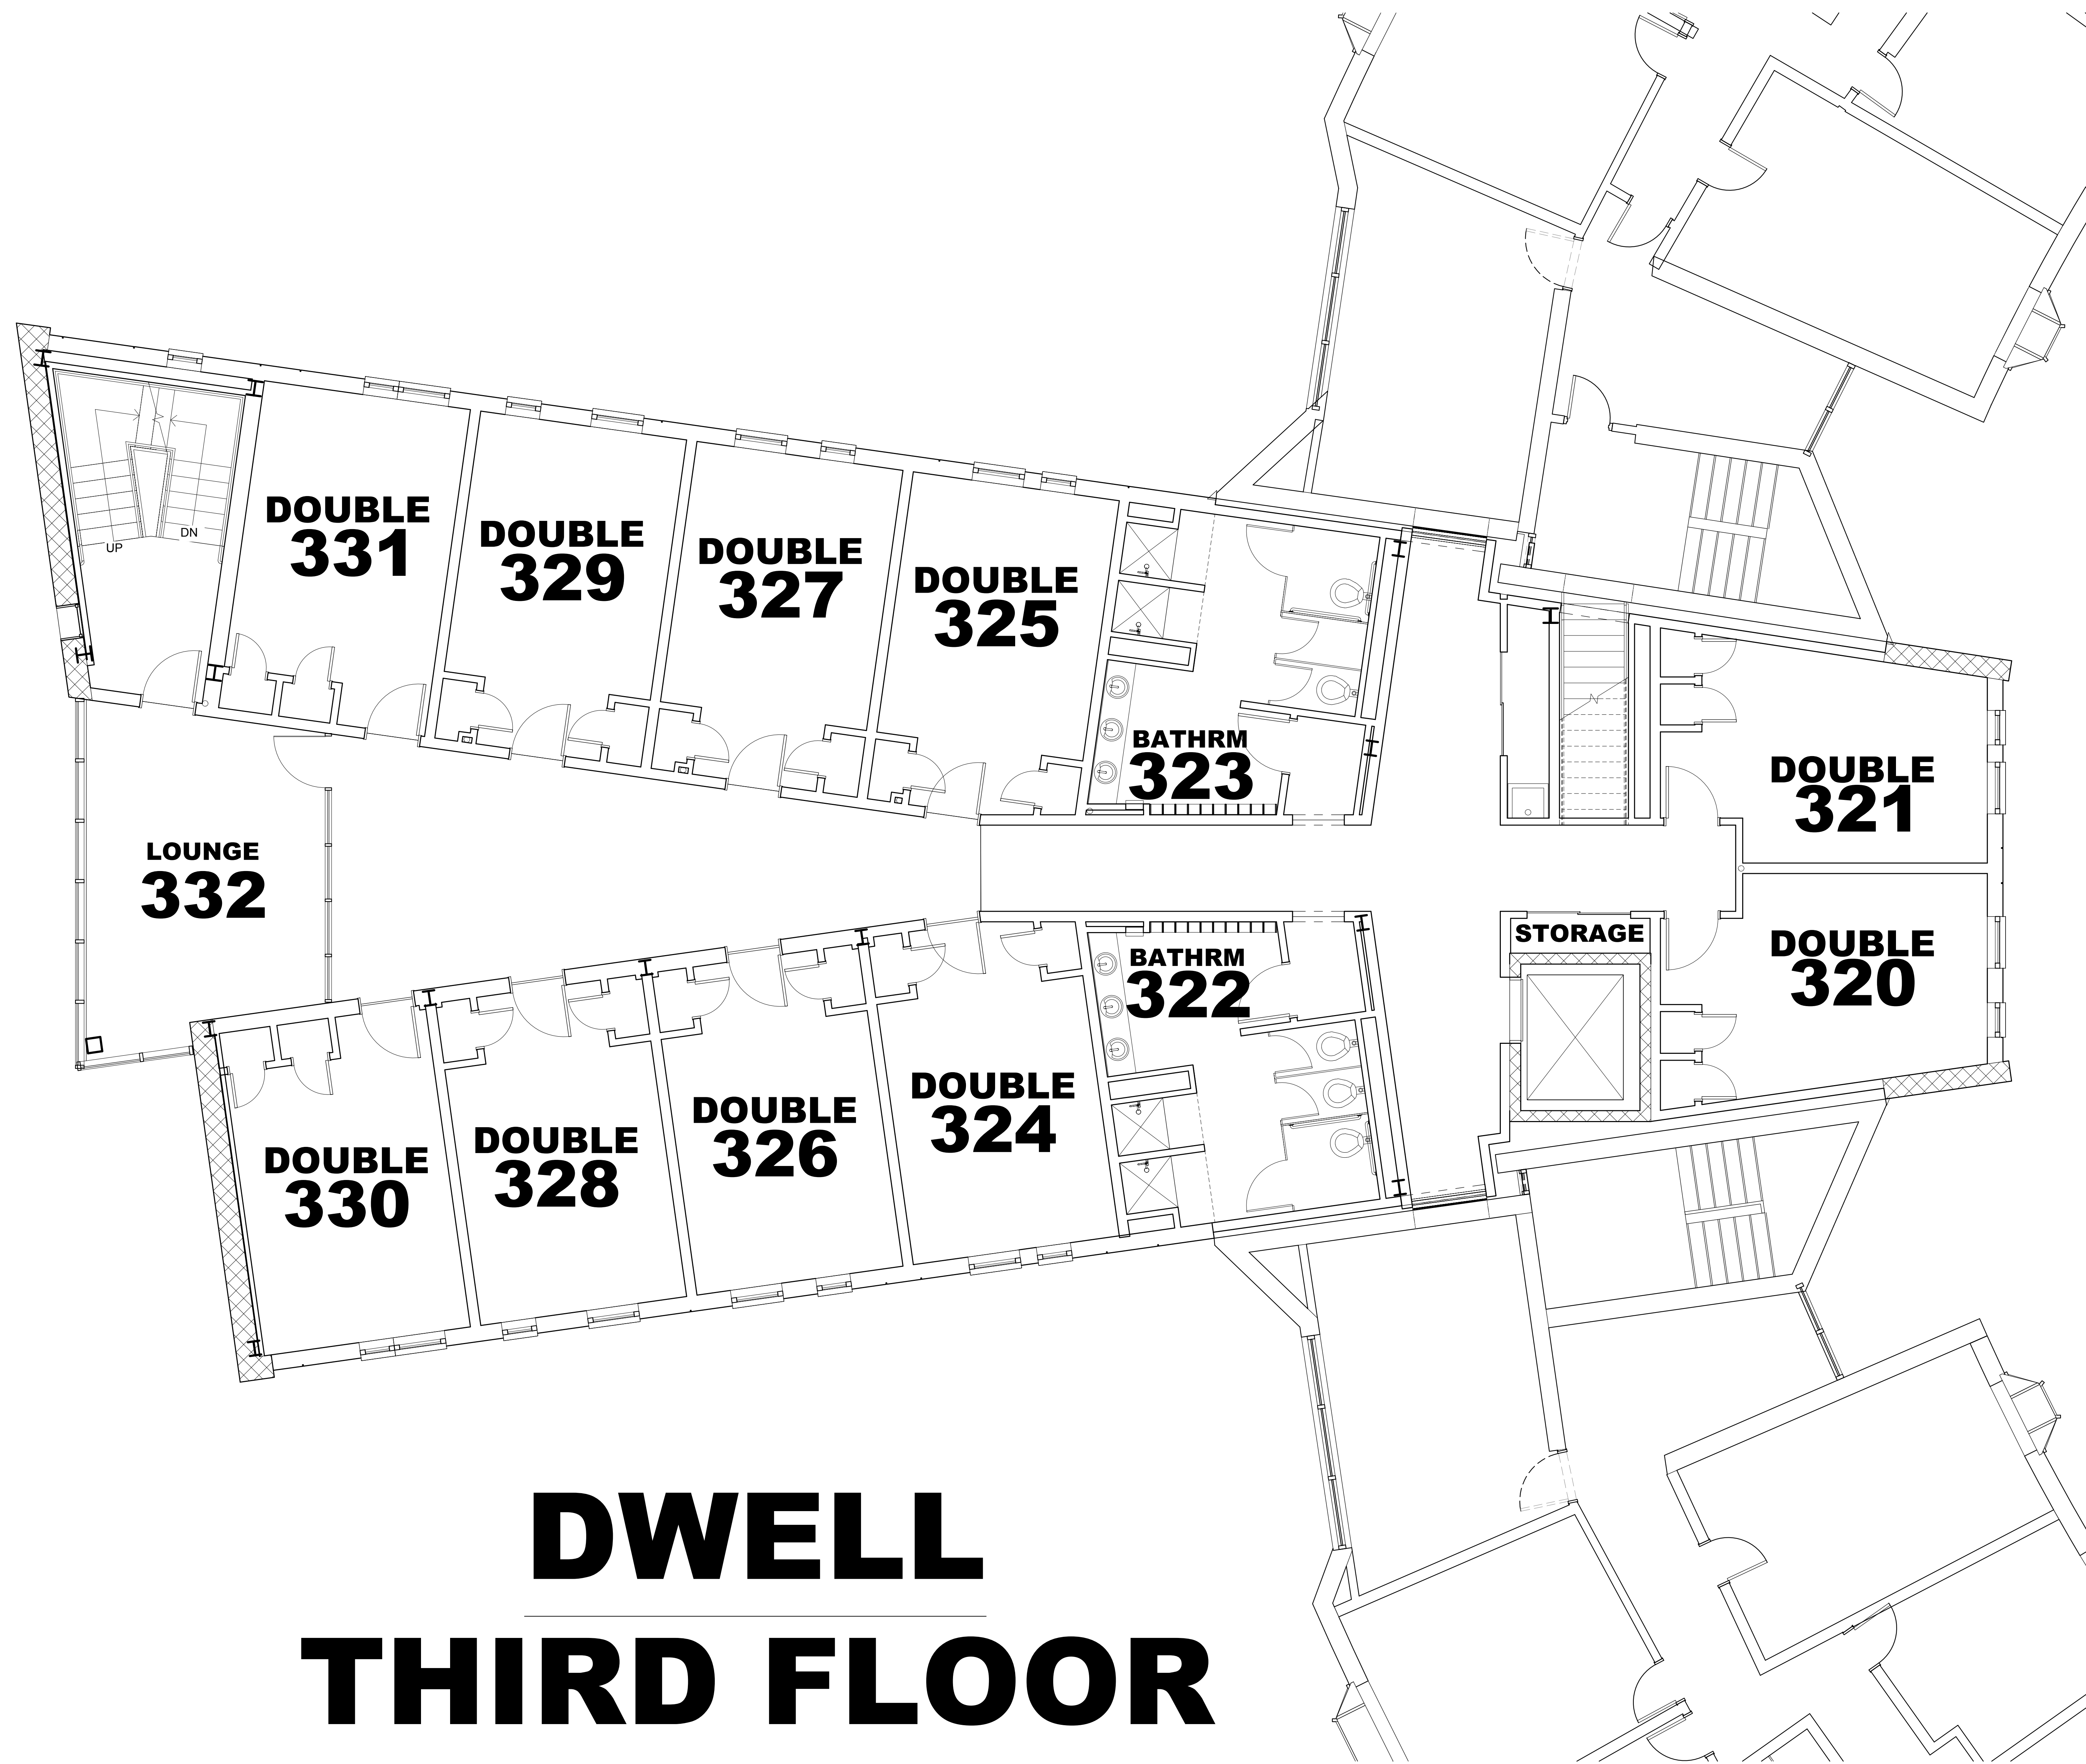 UP
DN
DOUBLE
331
DOUBLE
329
DOUBLE
327
DOUBLE
325
BATHRM
323
DOUBLE
321
LOUNGE
332
STORAGE
DOUBLE
320
BATHRM
322
DOUBLE
324
DOUBLE
326
DOUBLE
328
DOUBLE
330
DWELL
THIRD FLOOR